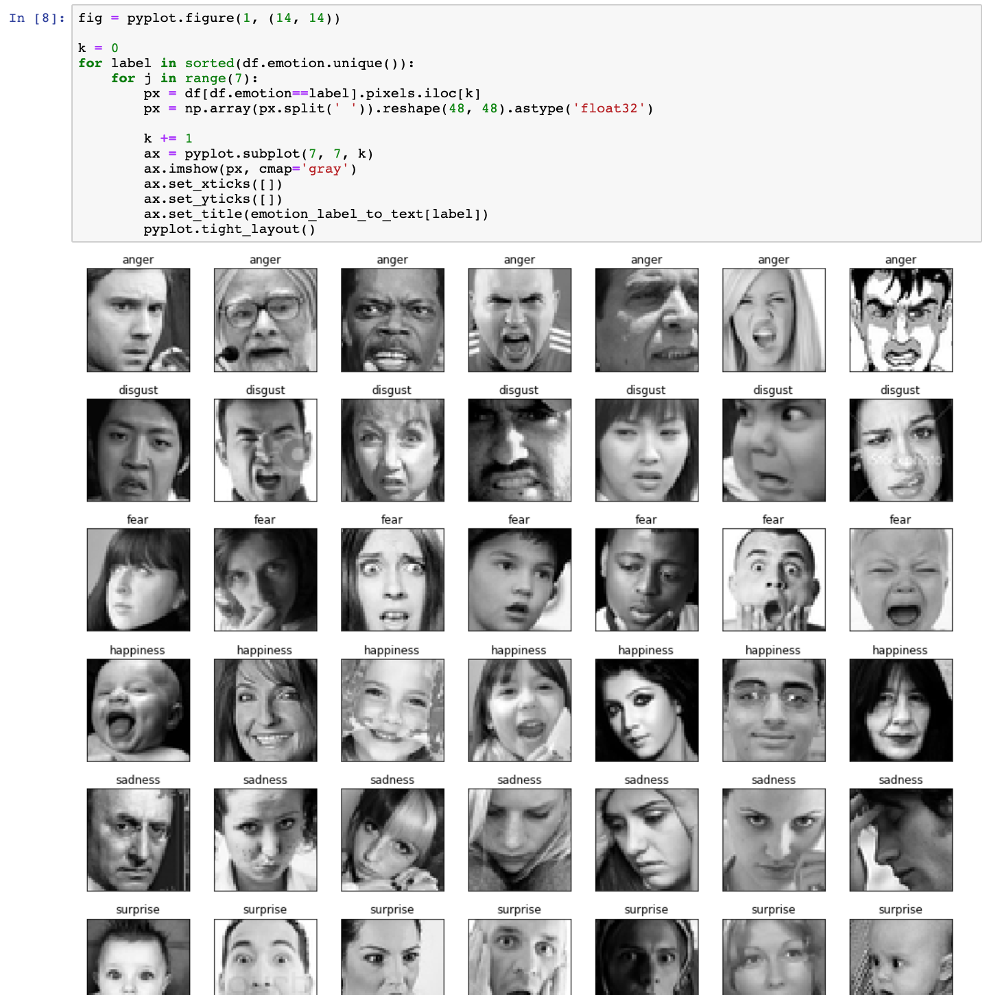 In [8]: fig = pyplot.figure(1, (14, 14))
k = 0
for label in sorted(df.emotion.unique()):
for j in range(7):
px = df[df.emotion==label].pixels.iloc[k]
px = np.array(px.split(' ')).reshape(48, 48).astype('float32')
k += 1
ax = pyplot.subplot(7, 7, k)
ax.imshow(px, cmap='gray')
ax.set_xticks([])
ax.set_yticks([])
ax.set_title(emotion_label_to_text[label])
pyplot.tight_layout()
anger anger anger anger anger anger anger
disgust disgust disgust disgust disgust disgust disgust
fear fear fear fear fear fear fear
happiness happiness happiness happiness happiness happiness happiness
sadness sadness sadness sadness sadness sadness sadness
surprise surprise surprise surprise surprise surprise surprise